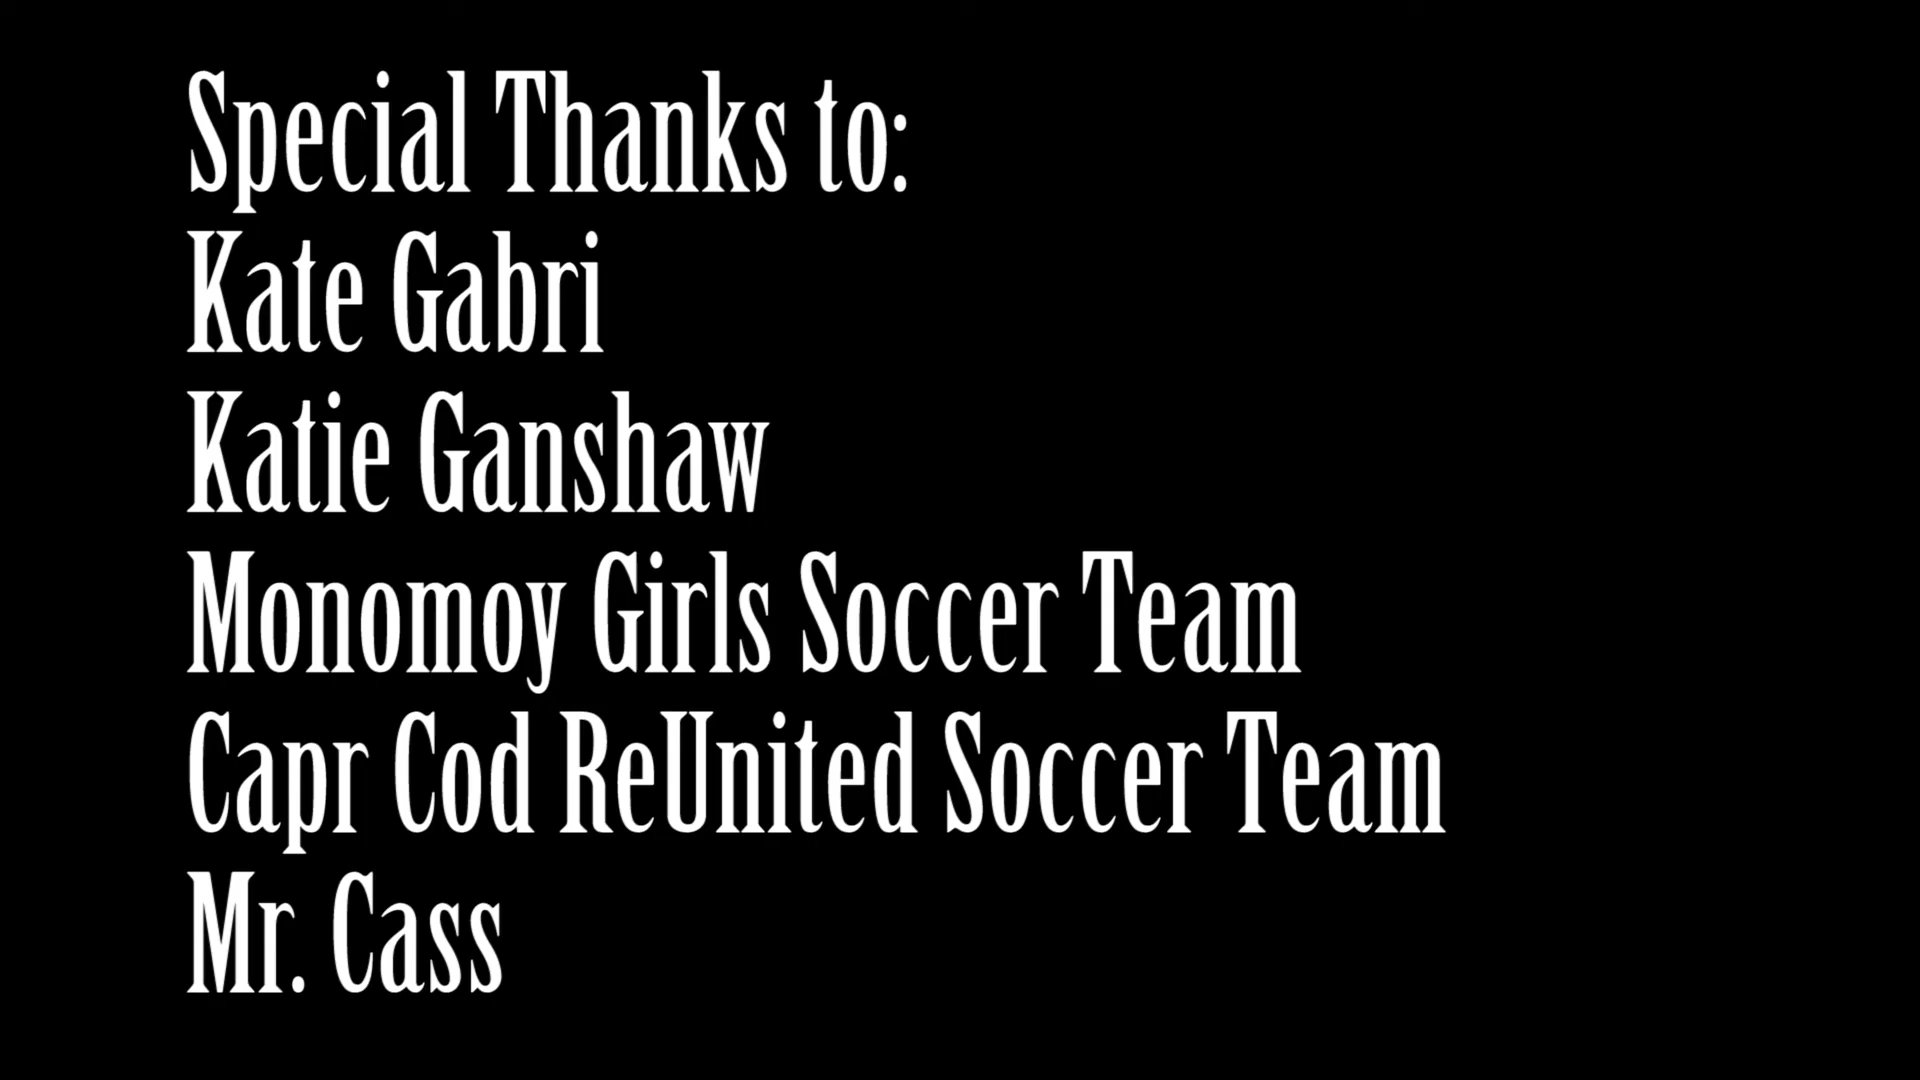 Special Thanks to:
Kate Gabri
Katie Ganshaw
Monomoy Girls Soccer Team
Capr Cod ReUnited Soccer Team
Mr. Cass